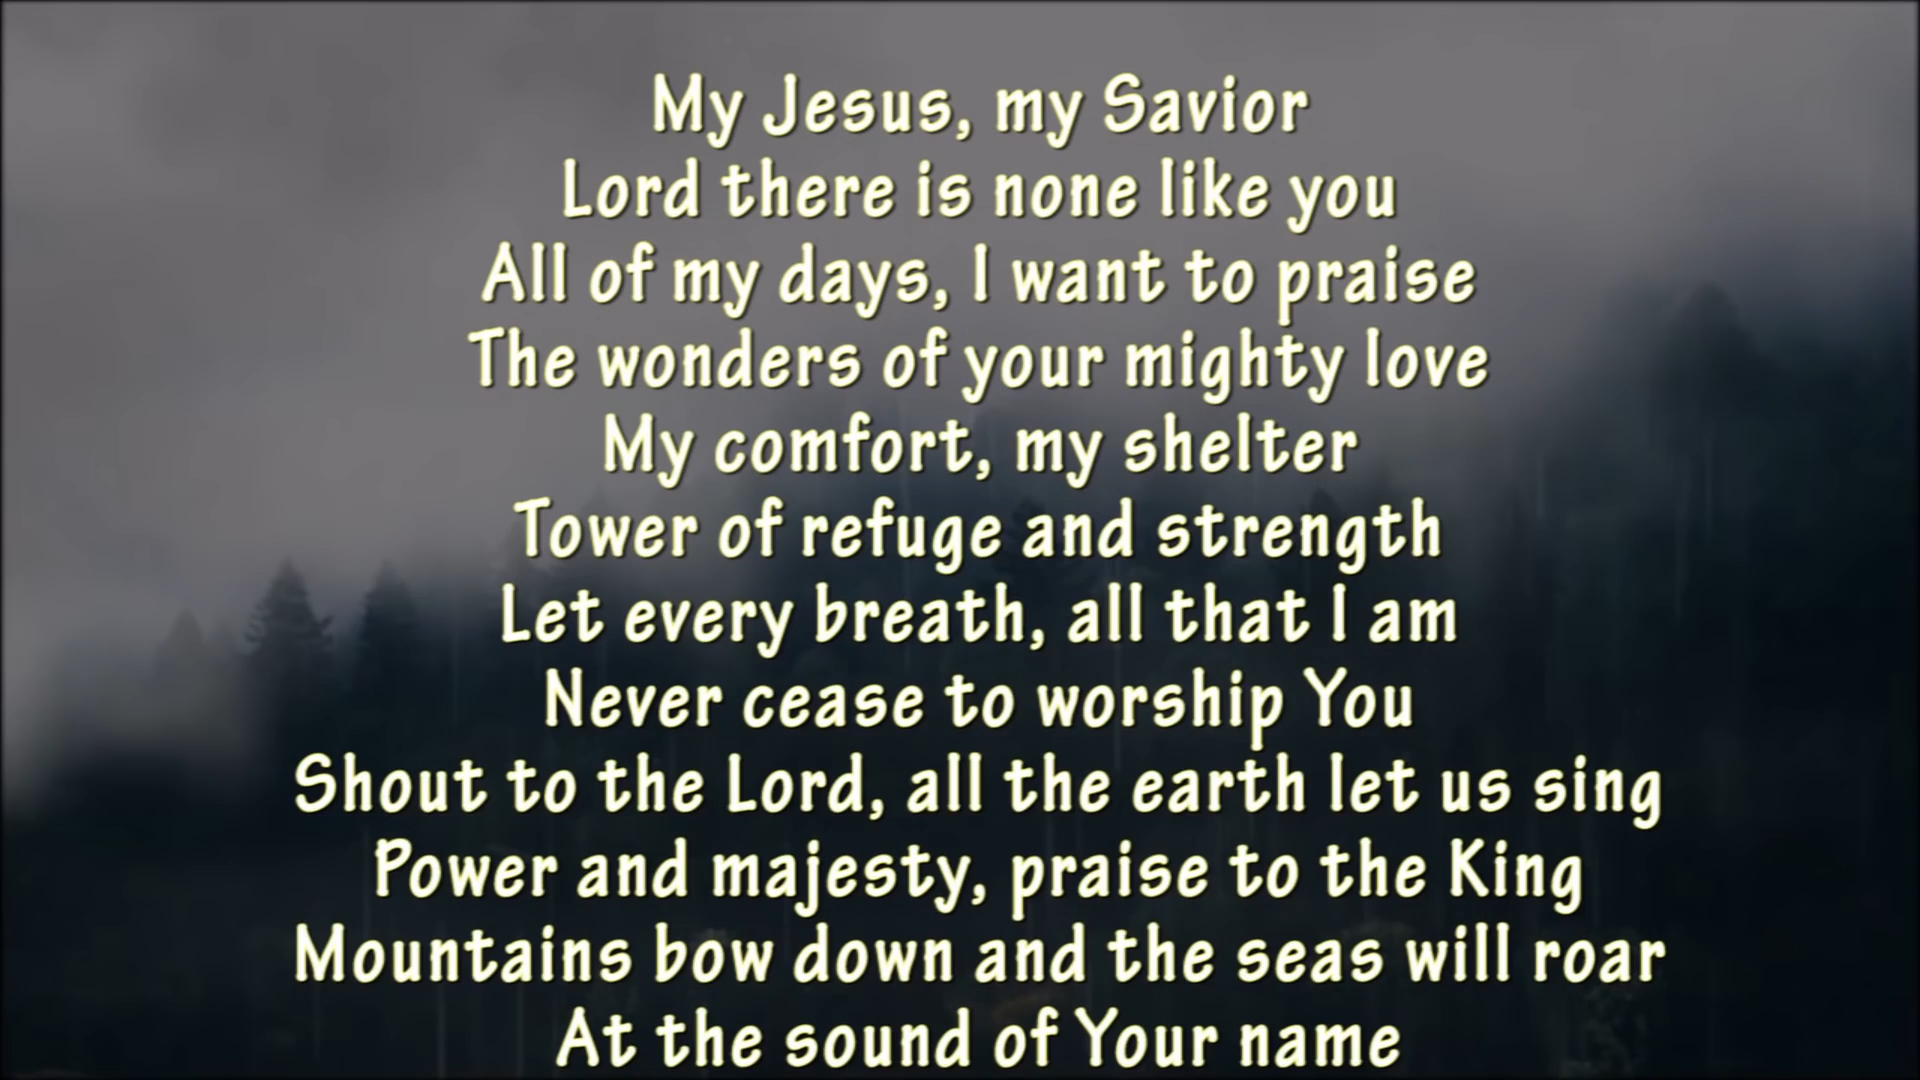 My Jesus, my Savior
Lord there is none like you
All of my days, I want to praise
The wonders of your mighty love
My comfort, my shelter
Tower of refuge and strength
Let every breath, all that I am
Never cease to worship You
Shout to the Lord, all the earth let us sing
Power and majesty, praise to the King
Mountains bow down and the seas will roar
At the sound of Your name